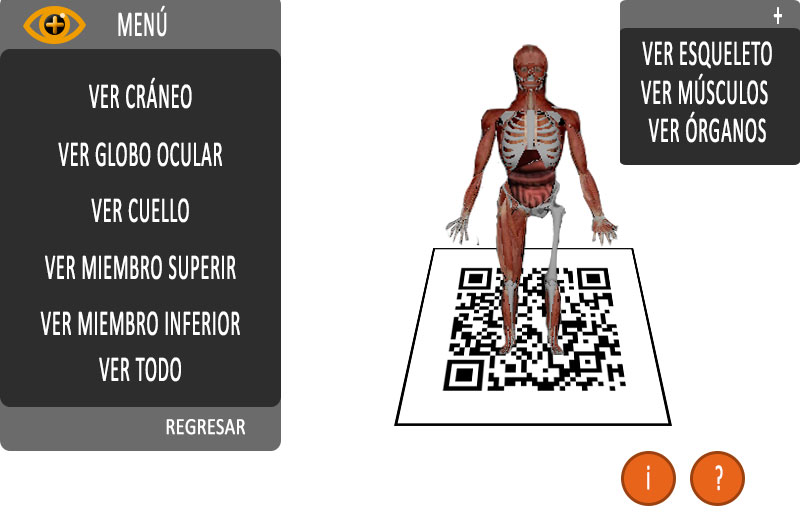 MENÚ
VER CRÁNEO
VER GLOBO OCULAR
VER CUELLO
VER MIEMBRO SUPERIR
VER MIEMBRO INFERIOR
VER TODO
REGRESAR
+
VER ESQUELETO
VER MÚSCULOS
VER ÓRGANOS
i
?